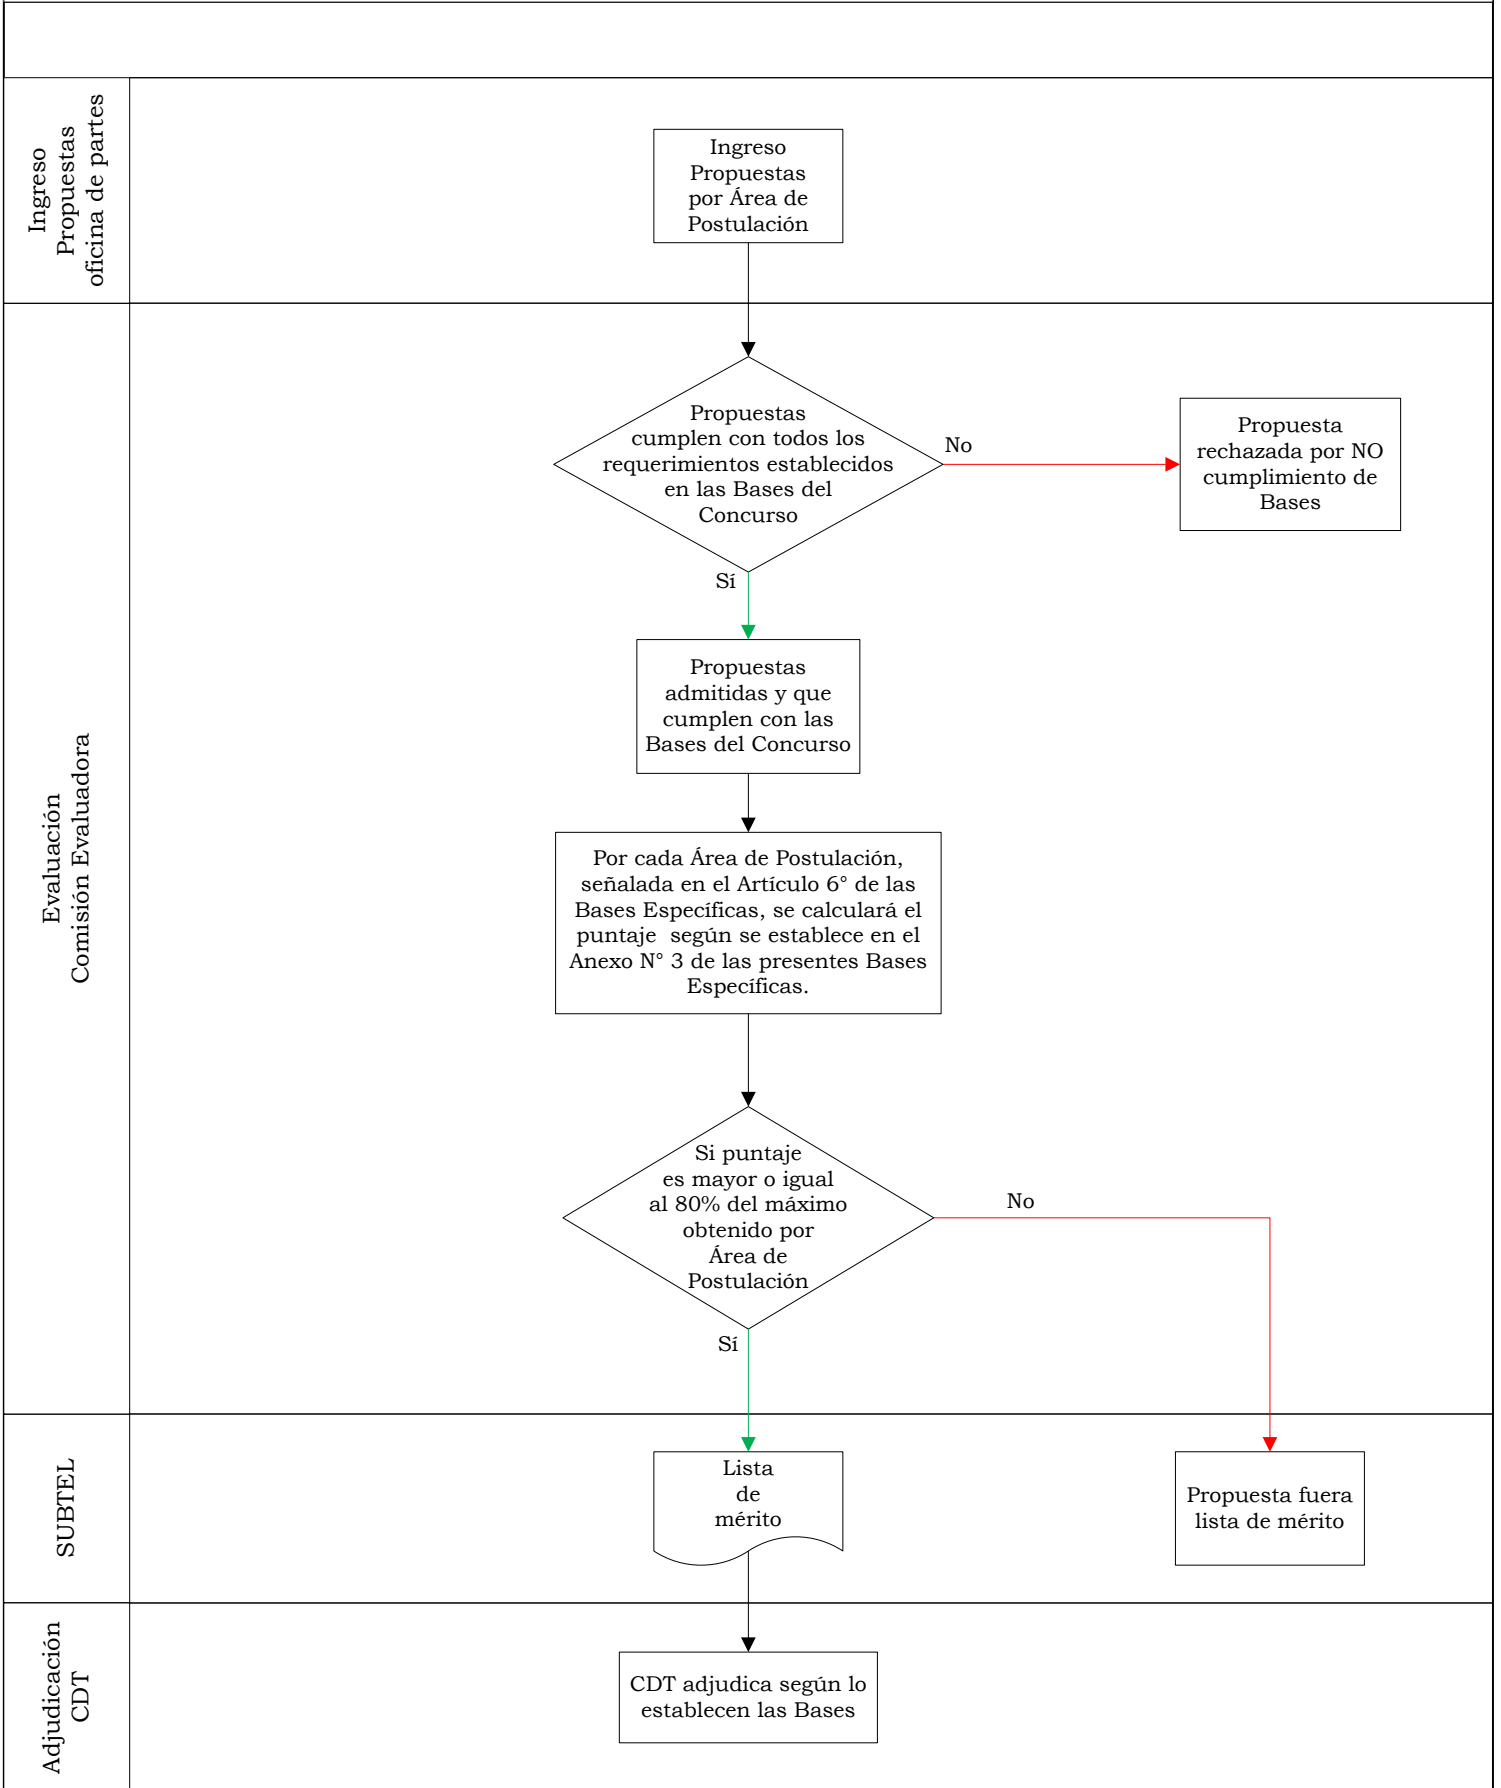 Ingreso
Propuestas
oficina de partes
Ingreso
Propuestas
por Área de
Postulación
Evaluación
Comisión Evaluadora
Propuestas
cumplen con todos los
requerimientos establecidos
en las Bases del
Concurso
No
Propuesta
rechazada por NO
cumplimiento de
Bases
Sí
Propuestas
admitidas y que
cumplen con las
Bases del Concurso
Por cada Área de Postulación,
señalada en el Artículo 6° de las
Bases Específicas, se calculará el
puntaje  según se establece en el
Anexo N° 3 de las presentes Bases
Específicas.
Si puntaje
es mayor o igual
al 80% del máximo
obtenido por
Área de
Postulación
No
Sí
SUBTEL
Lista
de
mérito
Propuesta fuera
lista de mérito
Adjudicación
CDT
CDT adjudica según lo
establecen las Bases